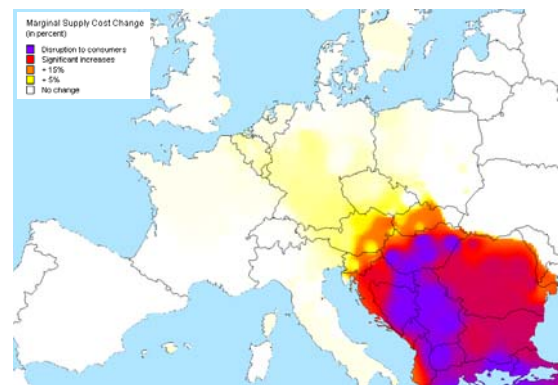 Marginal Supply Cost Change
(in percent)
Disruption to consumers
Significant increases
+ 15%
+ 5%
No change